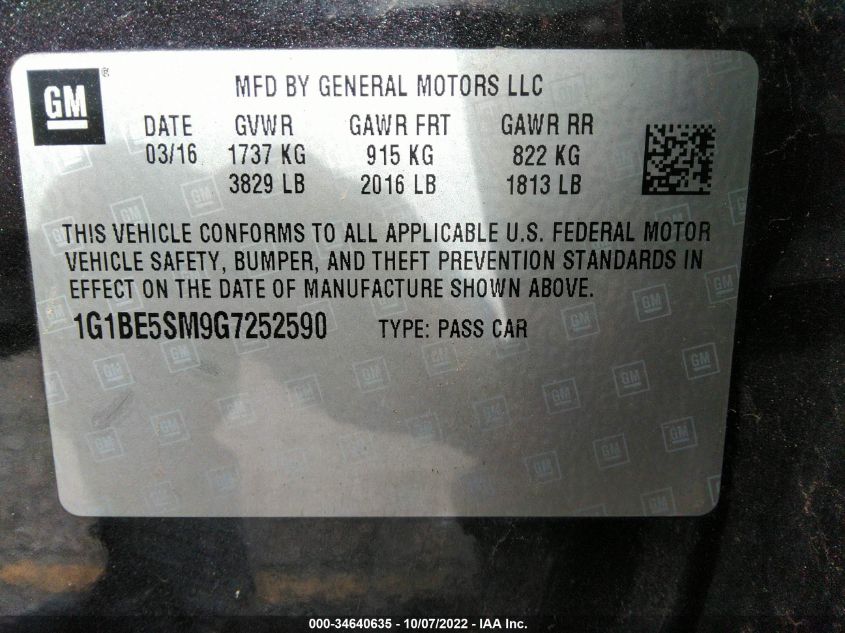 GM ®
MFD BY GENERAL MOTORS LLC
DATE GVWR GAWR FRT GAWR RR
03/16 1737 KG 915 KG 822 KG
3829 LB 2016 LB 1813 LB
THIS VEHICLE CONFORMS TO ALL APPLICABLE U.S. FEDERAL MOTOR
VEHICLE SAFETY, BUMPER, AND THEFT PREVENTION STANDARDS IN
EFFECT ON THE DATE OF MANUFACTURE SHOWN ABOVE.
1G1BE5SM9G7252590 TYPE: PASS CAR
000-34640635 - 10/07/2022 - IAA Inc.